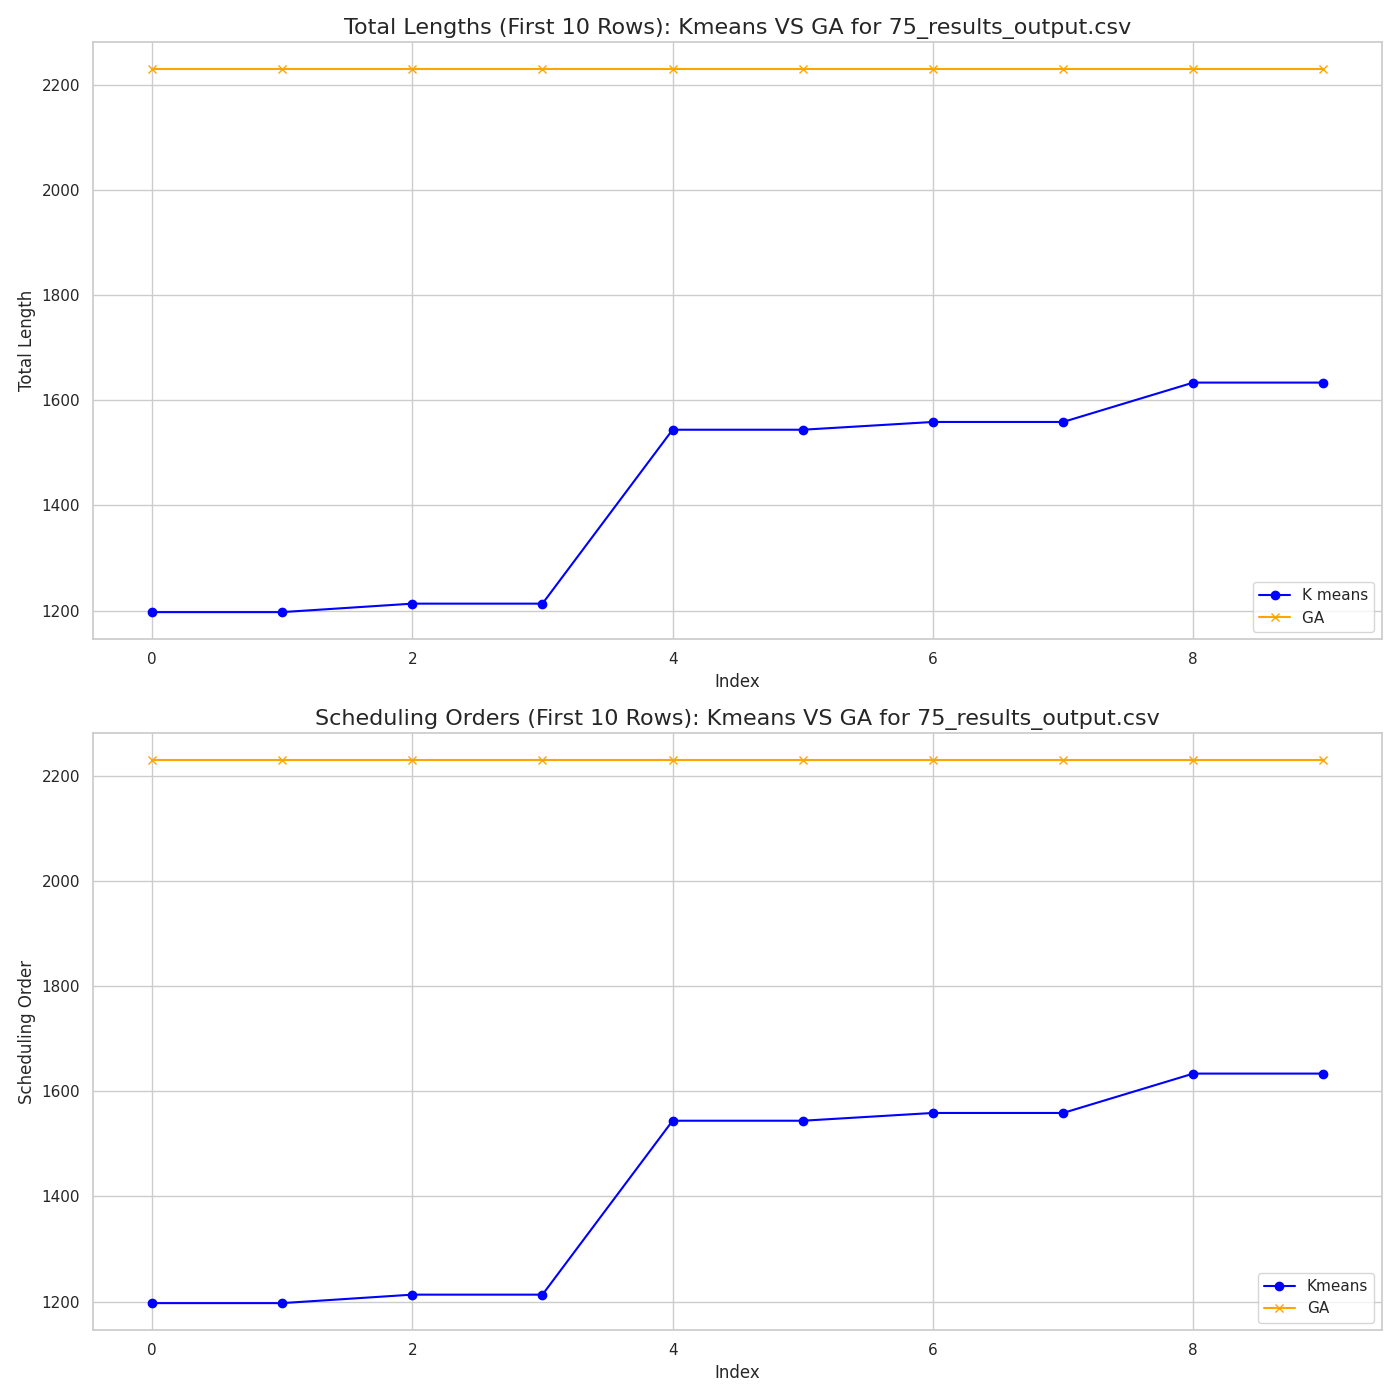 Total Lengths (First 10 Rows): Kmeans VS GA for 75_results_output.csv
2200
2000
1800
1600
1400
1200
Total Length
K means
GA
0 2 4 6 8
Index
Scheduling Orders (First 10 Rows): Kmeans VS GA for 75_results_output.csv
2200
2000
1800
1600
1400
1200
Scheduling Order
Kmeans
GA
0 2 4 6 8
Index